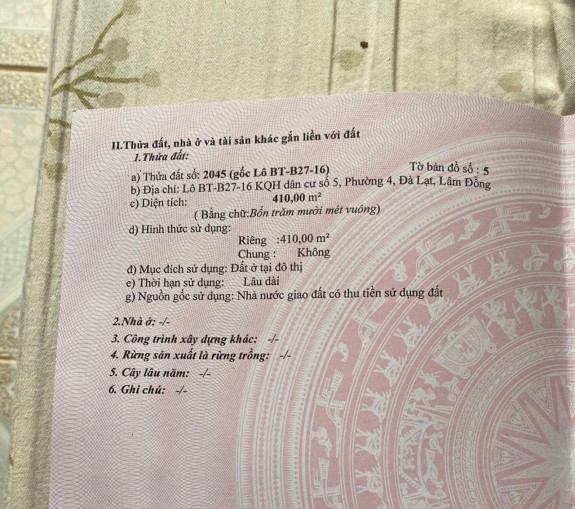 II.Thửa đất, nhà ở và tài sản khác gắn liền với đất
1.Thửa đất:
a) Thửa đất số: 2045 (gốc Lô BT-B27-16) Tờ bản đồ số : 5
b) Địa chỉ: Lô BT-B27-16 KQH dân cư số 5, Phường 4, Đà Lạt, Lâm Đồng
c) Diện tích: 410,00 m²
( Bằng chữ:Bốn trăm mười mét vuông)
d) Hình thức sử dụng:
Riêng :410,00 m²
Chung : Không
đ) Mục đích sử dụng: Đất ở tại đô thị
e) Thời hạn sử dụng: Lâu dài
g) Nguồn gốc sử dụng: Nhà nước giao đất có thu tiền sử dụng đất
2.Nhà ở: -/-
3. Công trình xây dựng khác: -/-
4. Rừng sản xuất là rừng trồng: -/-
5. Cây lâu năm: -/-
6. Ghi chú: -/-